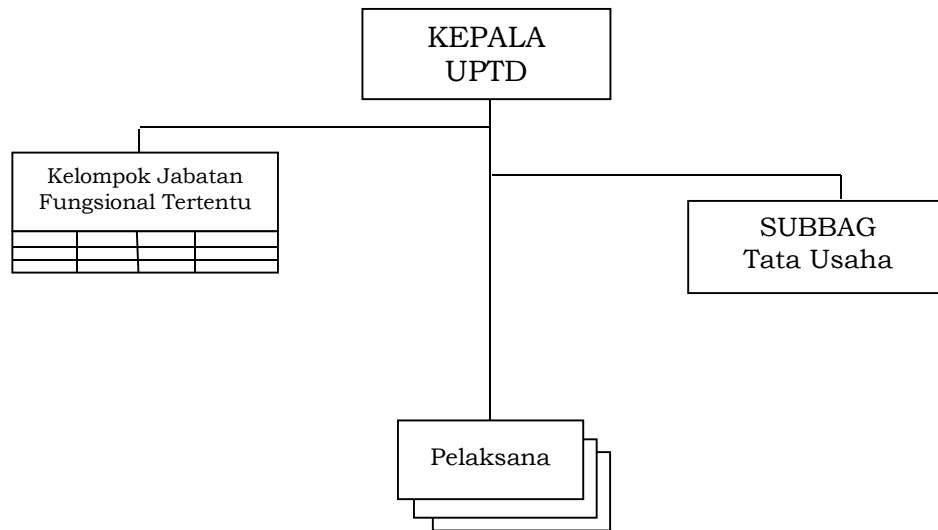 KEPALA
UPTD
Kelompok Jabatan
Fungsional Tertentu
SUBBAG
Tata Usaha
Pelaksana